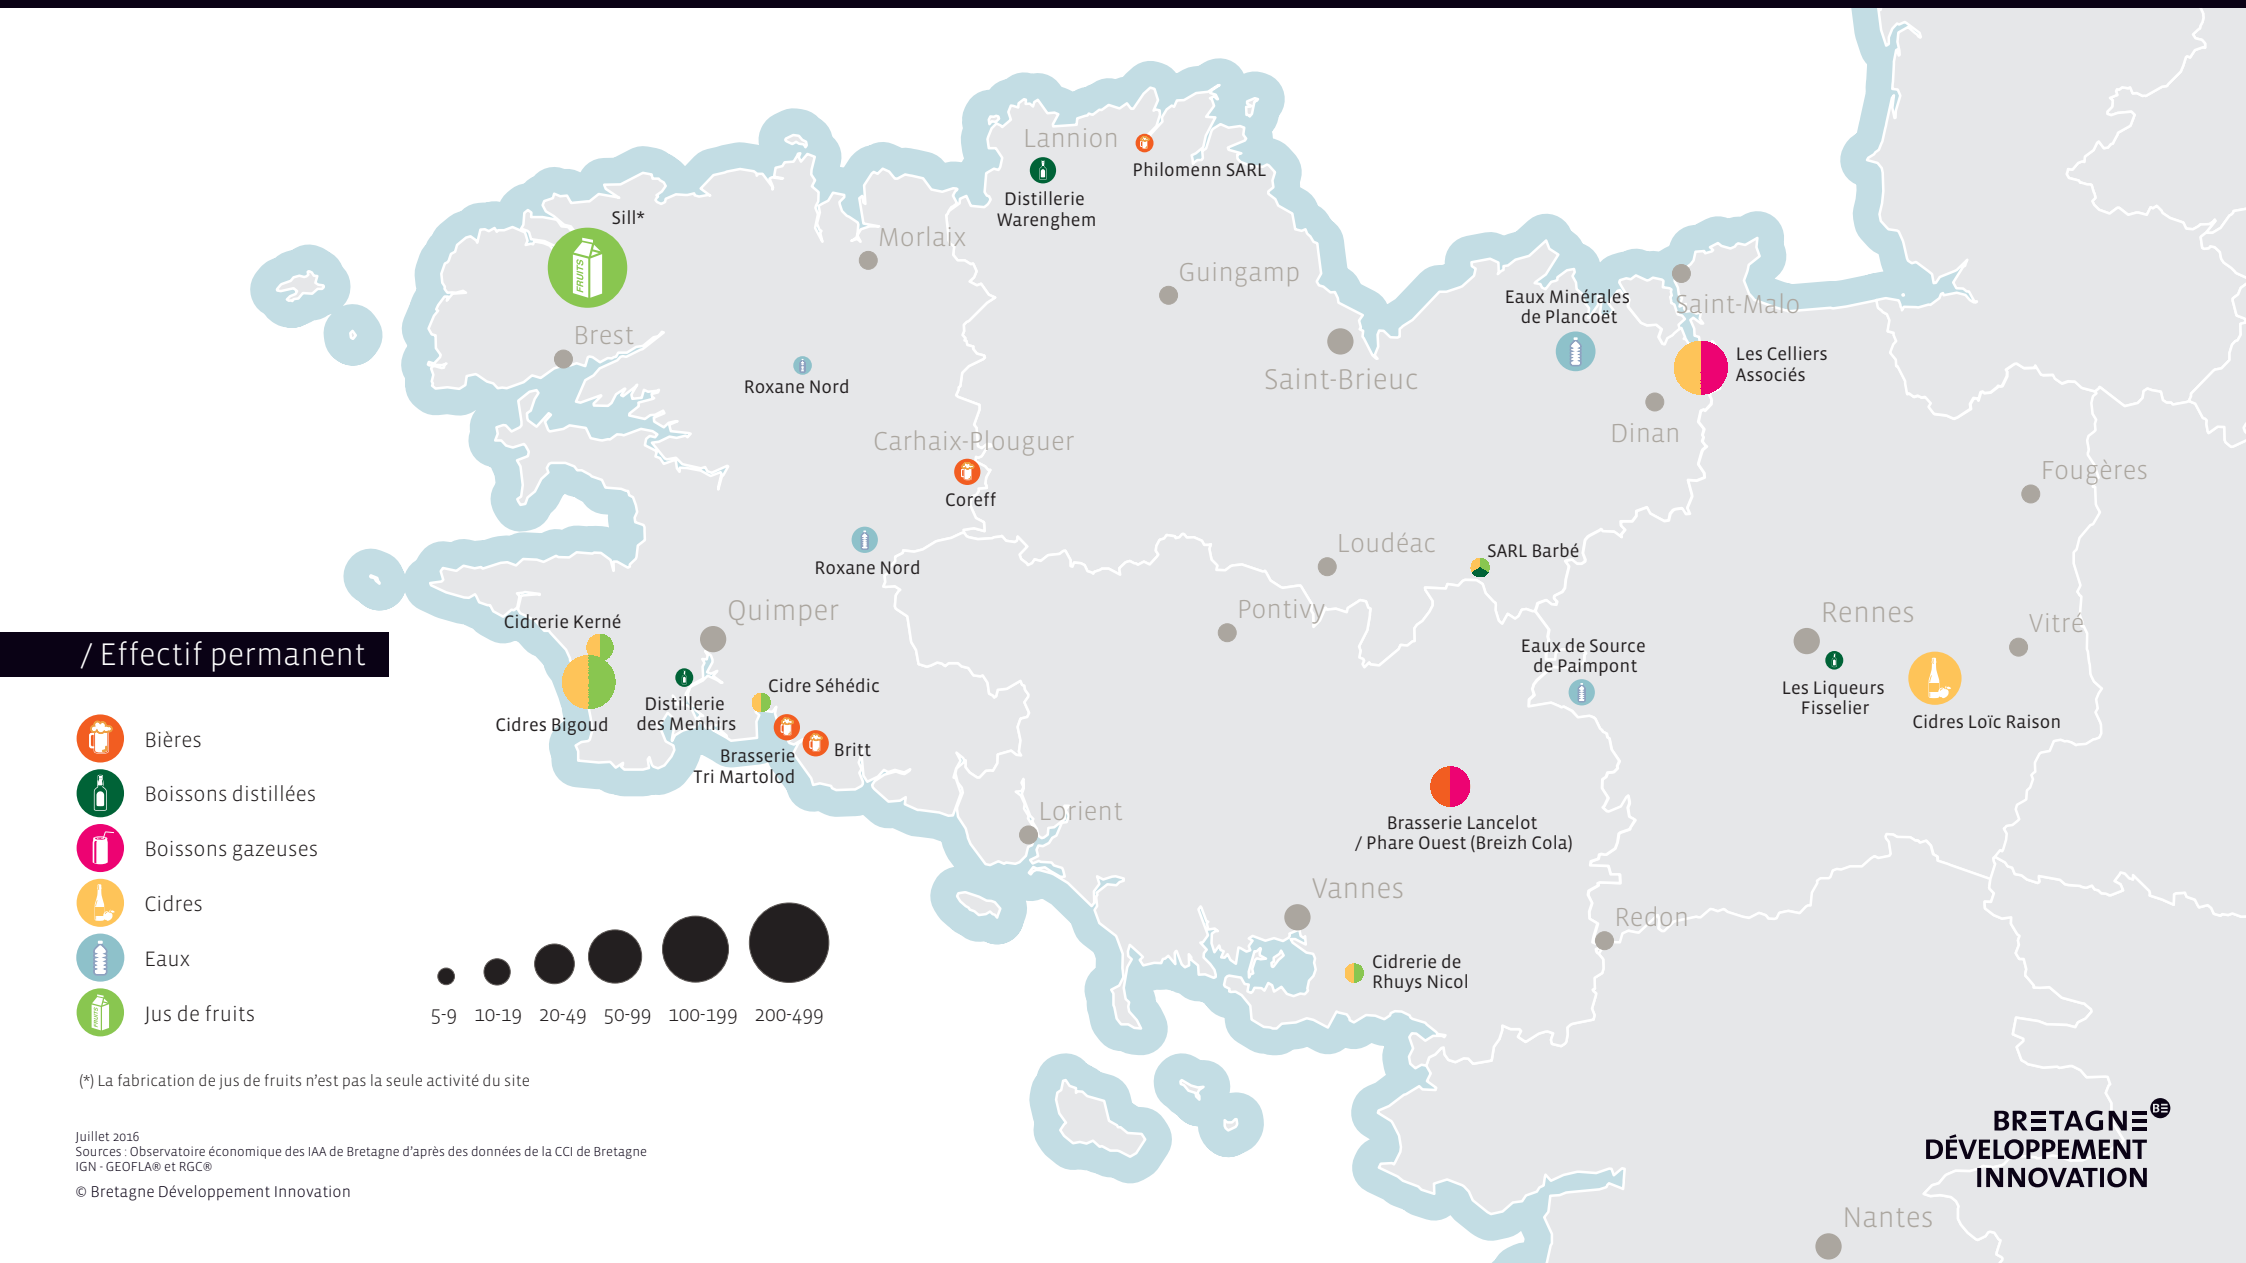 Lannion
Philomenn SARL
Distillerie
Warenghem
Sill*
FRUITS
Morlaix
Guingamp
Brest
Roxane Nord
Saint-Brieuc
Eaux Minérales
de Plancoët
Saint-Malo
Les Celliers
Associés
Dinan
Fougères
Carhaix-Plouguer
Coreff
Roxane Nord
Loudéac
SARL Barbé
Pontivy
Quimper
Cidrerie Kerné
Cidres Bigoud
Distillerie
des Menhirs
Cidre Séhédic
Brasserie
Tri Martolod
Britt
Eaux de Source
de Paimpont
Rennes
Vitré
Les Liqueurs
Fisselier
Cidres Loïc Raison
Lorient
Brasserie Lancelot
/ Phare Ouest (Breizh Cola)
Vannes
Redon
Cidrerie de
Rhuys Nicol
Nantes
/ Effectif permanent
Bières
Boissons distillées
Boissons gazeuses
Cidres
Eaux
FRUITS
Jus de fruits
5-9 10-19 20-49 50-99 100-199 200-499
(*) La fabrication de jus de fruits n’est pas la seule activité du site
Juillet 2016
Sources : Observatoire économique des IAA de Bretagne d’après des données de la CCI de Bretagne
IGN - GEOFLA® et RGC®
© Bretagne Développement Innovation
BRETAGNE BE
DÉVELOPPEMENT
INNOVATION